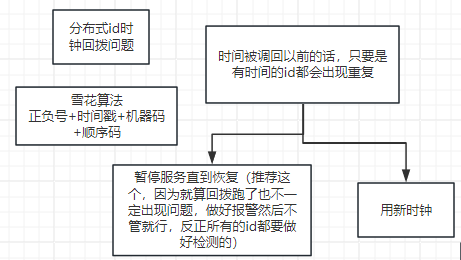 分布式id时
钟回拨问题
时间被调回以前的话，只要是
有时间的id都会出现重复
雪花算法
正负号+时间戳+机器码
+顺序码
暂停服务直到恢复（推荐这
个，因为就算回拨跑了也不一
定出现问题，做好报警然后不
管就行，反正所有的id都要做
好检测的）
用新时钟